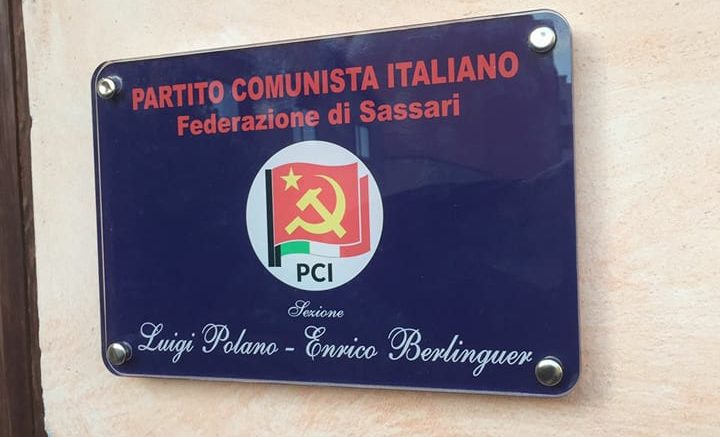 PARTITO COMUNISTA ITALIANO
Federazione di Sassari
PCI
Sezione
Luigi Polano - Enrico Berlinguer